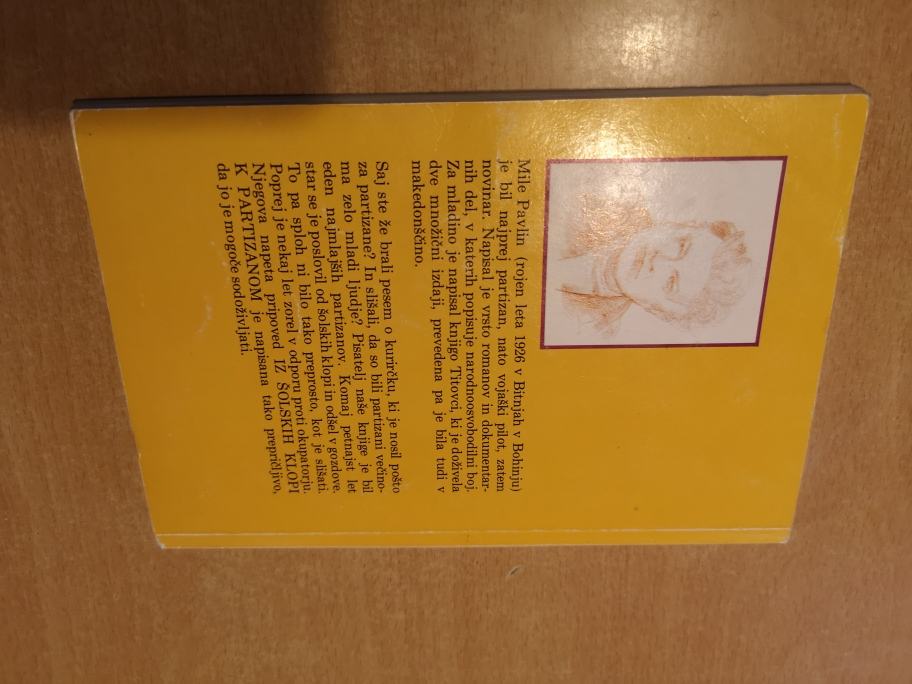 Mile Pavlin (rojen leta 1926 v Bitnjah v Bohinju)
je bil najprej partizan, nato vojaški pilot, zatem
novinar. Napisal je vrsto romanov in dokumentar-
nih del, v katerih popisuje narodnoosvobodilni boj.
Za mladino je napisal knjigo Titovci, ki je doživela
dve množični izdaji, prevedena pa je bila tudi v
makedonščino.
Saj ste že brali pesem o kurirčku, ki je nosil pošto
za partizane? In slišali, da so bili partizani večino-
ma zelo mladi ljudje? Pisatelj naše knjige je bil
eden najmlajših partizanov. Komaj petnajst let
star se je poslovil od šolskih klopi in odšel v gozdove.
To pa sploh ni bilo tako preprosto, kot je slišati.
Poprej je nekaj let zorel v odporu proti okupatorju.
Njegova napeta pripoved IZ ŠOLSKIH KLOPI
K PARTIZANOM je napisana tako prepričljivo,
da jo je mogoče sodoživljati.